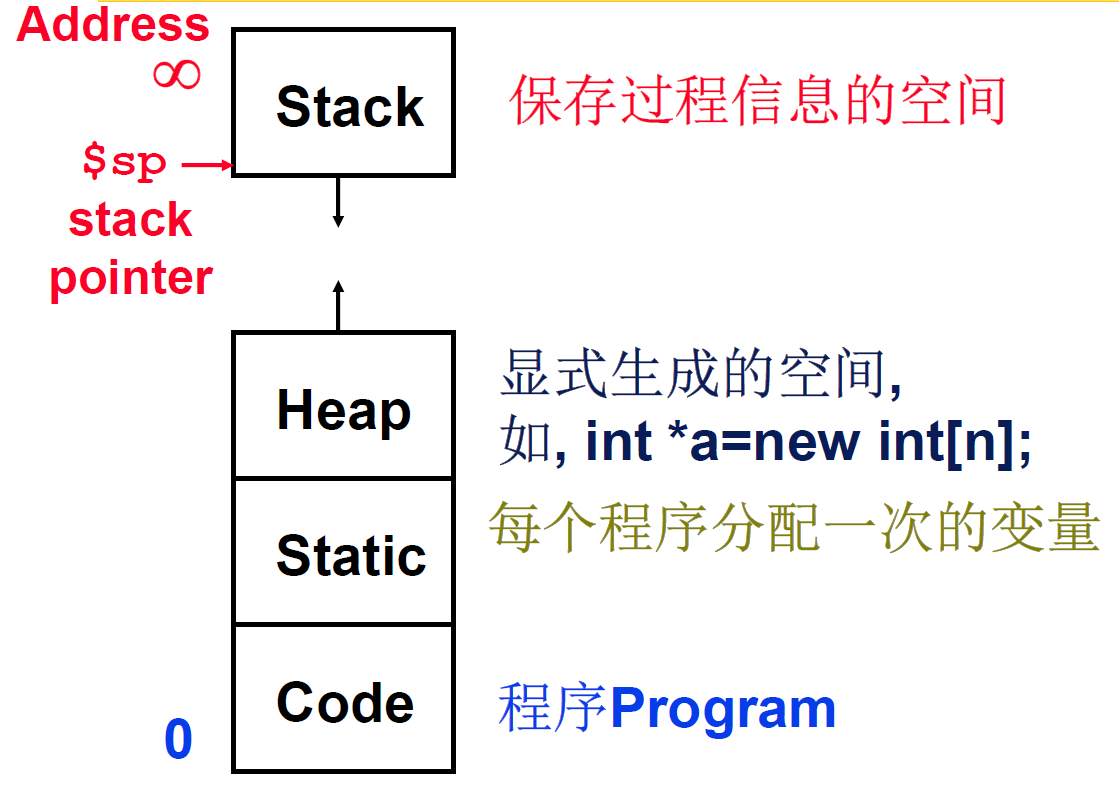 Address
∞
Stack
保存过程信息的空间
$sp
stack
pointer
Heap
显式生成的空间,
如, int *a=new int[n];
Static
每个程序分配一次的变量
Code
程序Program
0